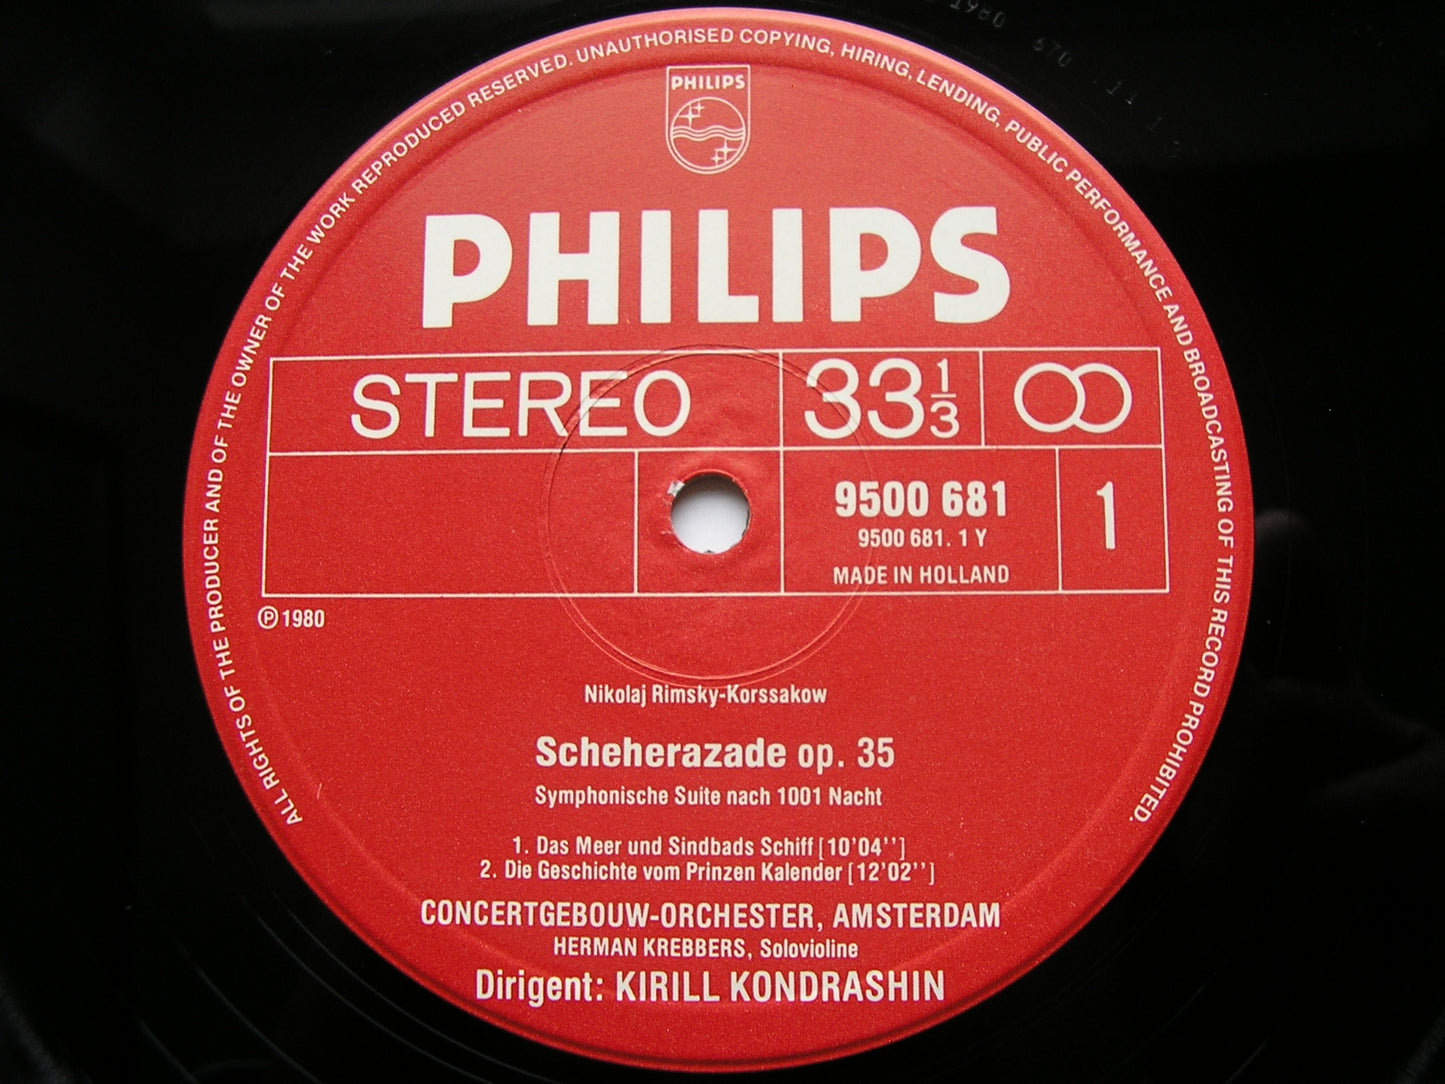 ALL RIGHTS OF THE PRODUCER AND OF THE OWNER OF THE WORK REPRODUCED RESERVED. UNAUTHORISED COPYING, HIRING, LENDING, PUBLIC PERFORMANCE AND BROADCASTING OF THIS RECORD PROHIBITED.
PHILIPS
PHILIPS
STEREO 33 1/3
9500 681 1
9500 681. 1 Y
MADE IN HOLLAND
℗ 1980
Nikolaj Rimsky-Korssakow
Scheherazade op. 35
Symphonische Suite nach 1001 Nacht
1. Das Meer und Sindbads Schiff [10'04'']
2. Die Geschichte vom Prinzen Kalender [12'02'']
CONCERTGEBOUW-ORCHESTER, AMSTERDAM
HERMAN KREBBERS, Solovioline
Dirigent: KIRILL KONDRASHIN
1980 670